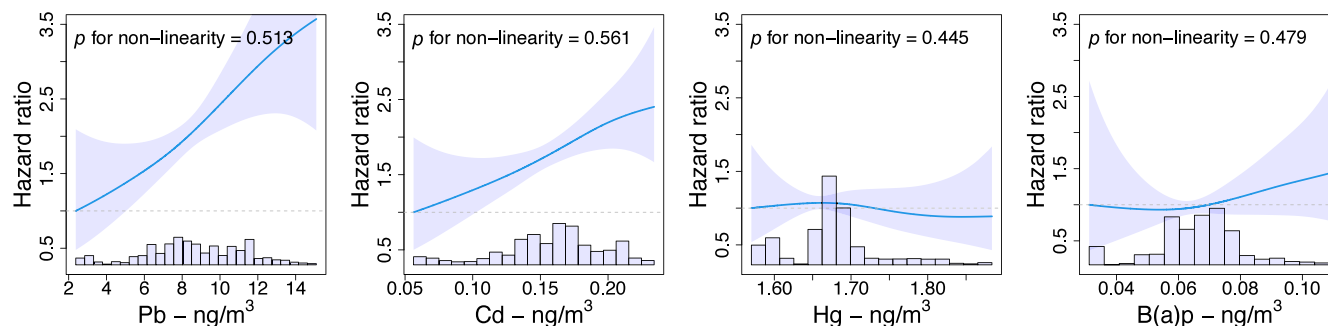 p for non−linearity = 0.513
Hazard ratio
0.5 1.5 2.5 3.5
2 4 6 8 10 12 14
Pb − ng/m³
p for non−linearity = 0.561
Hazard ratio
0.5 1.5 2.5 3.5
0.05 0.10 0.15 0.20
Cd − ng/m³
p for non−linearity = 0.445
Hazard ratio
0.5 1.5 2.5 3.5
1.60 1.70 1.80
Hg − ng/m³
p for non−linearity = 0.479
Hazard ratio
0.5 1.5 2.5 3.5
0.04 0.06 0.08 0.10
B(a)p − ng/m³